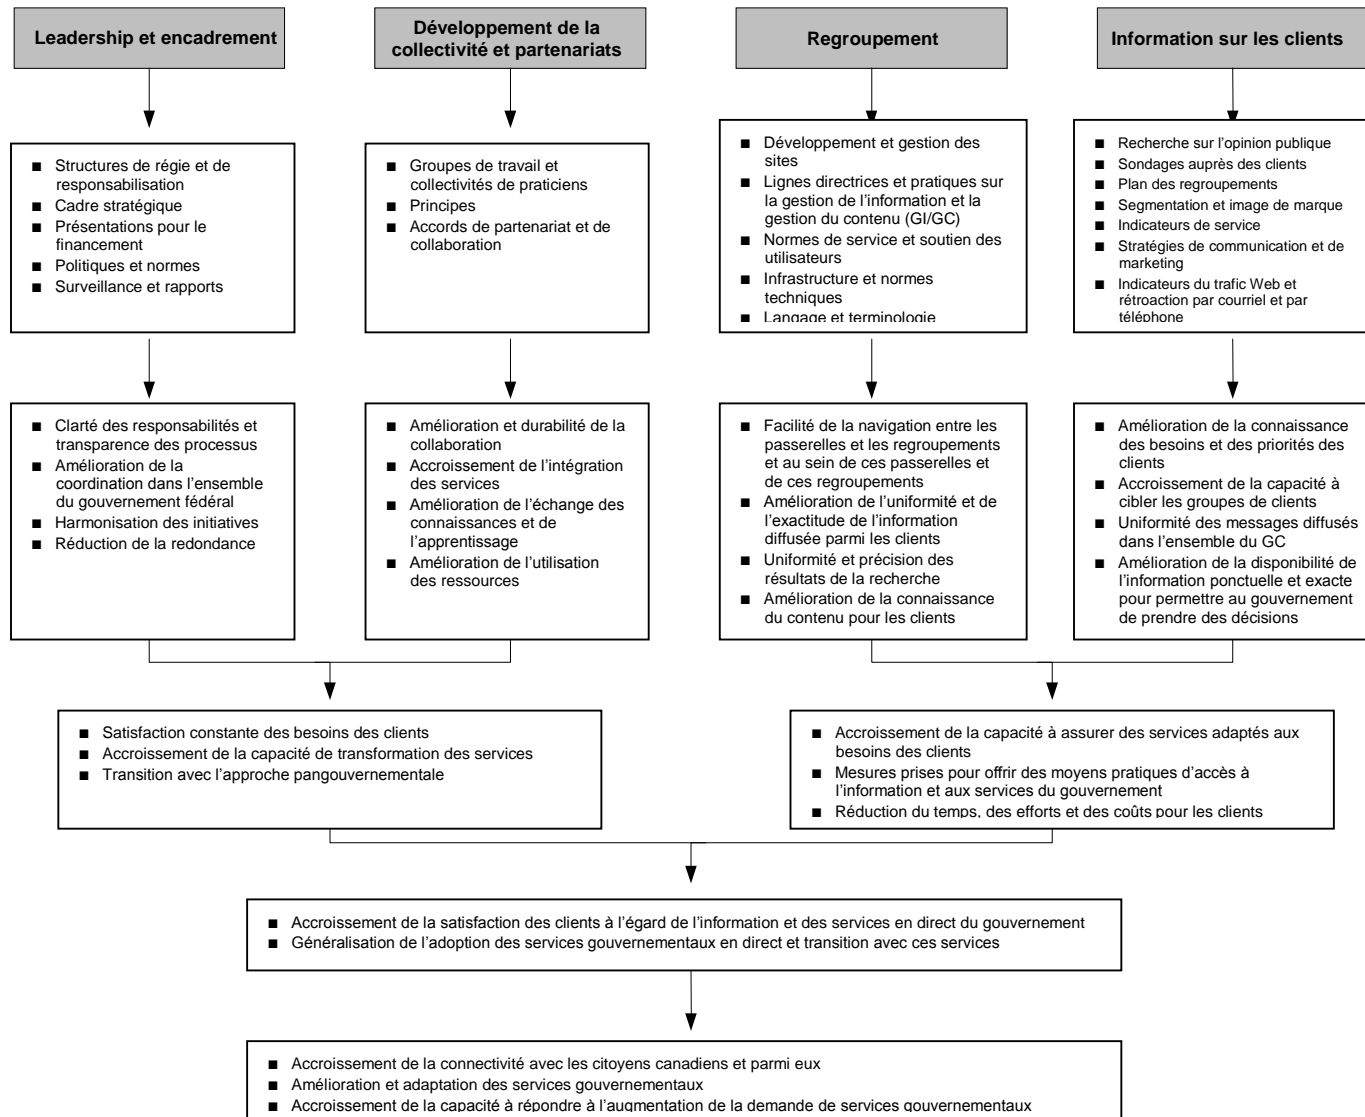 Leadership et encadrement
Développement de la
collectivité et partenariats
Regroupement
Information sur les clients
■ Structures de régie et de
responsabilisation
■ Cadre stratégique
■ Présentations pour le
financement
■ Politiques et normes
■ Surveillance et rapports
■ Groupes de travail et
collectivités de praticiens
■ Principes
■ Accords de partenariat et de
collaboration
■ Développement et gestion des
sites
■ Lignes directrices et pratiques sur
la gestion de l'information et la
gestion du contenu (GI/GC)
■ Normes de service et soutien des
utilisateurs
■ Infrastructure et normes
techniques
■ Langage et terminologie
■ Recherche sur l'opinion publique
■ Sondages auprès des clients
■ Plan des regroupements
■ Segmentation et image de marque
■ Indicateurs de service
■ Stratégies de communication et de
marketing
■ Indicateurs du trafic Web et
rétroaction par courriel et par
téléphone
■ Clarté des responsabilités et
transparence des processus
■ Amélioration de la
coordination dans l'ensemble
du gouvernement fédéral
■ Harmonisation des initiatives
■ Réduction de la redondance
■ Amélioration et durabilité de la
collaboration
■ Accroissement de l'intégration
des services
■ Amélioration de l'échange des
connaissances et de
l'apprentissage
■ Amélioration de l'utilisation
des ressources
■ Facilité de la navigation entre les
passerelles et les regroupements
et au sein de ces passerelles et
de ces regroupements
■ Amélioration de l'uniformité et de
l'exactitude de l'information
diffusée parmi les clients
■ Uniformité et précision des
résultats de la recherche
■ Amélioration de la connaissance
du contenu pour les clients
■ Amélioration de la connaissance
des besoins et des priorités des
clients
■ Accroissement de la capacité à
cibler les groupes de clients
■ Uniformité des messages diffusés
dans l'ensemble du GC
■ Amélioration de la disponibilité de
l'information ponctuelle et exacte
pour permettre au gouvernement
de prendre des décisions
■ Satisfaction constante des besoins des clients
■ Accroissement de la capacité de transformation des services
■ Transition avec l'approche pangouvernementale
■ Accroissement de la capacité à assurer des services adaptés aux
besoins des clients
■ Mesures prises pour offrir des moyens pratiques d'accès à
l'information et aux services du gouvernement
■ Réduction du temps, des efforts et des coûts pour les clients
■ Accroissement de la satisfaction des clients à l'égard de l'information et des services en direct du gouvernement
■ Généralisation de l'adoption des services gouvernementaux en direct et transition avec ces services
■ Accroissement de la connectivité avec les citoyens canadiens et parmi eux
■ Amélioration et adaptation des services gouvernementaux
■ Accroissement de la capacité à répondre à l'augmentation de la demande de services gouvernementaux